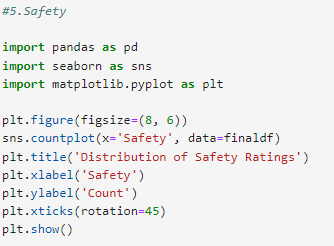 #5.Safety
import pandas as pd
import seaborn as sns
import matplotlib.pyplot as plt
plt.figure(figsize=(8, 6))
sns.countplot(x='Safety', data=finaldf)
plt.title('Distribution of Safety Ratings')
plt.xlabel('Safety')
plt.ylabel('Count')
plt.xticks(rotation=45)
plt.show()